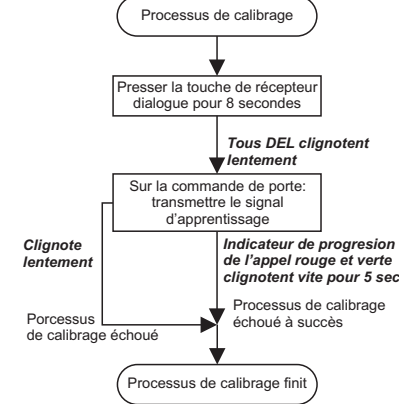 Processus de calibrage
Presser la touche de récepteur
dialogue pour 8 secondes
Tous DEL clignotent
lentement
Sur la commande de porte:
transmettre le signal
d'apprentissage
Clignote
lentement
Indicateur de progresion
de l'appel rouge et verte
clignotent vite pour 5 sec
Porcessus
de calibrage échoué
Processus de calibrage
échoué à succès
Processus de calibrage finit